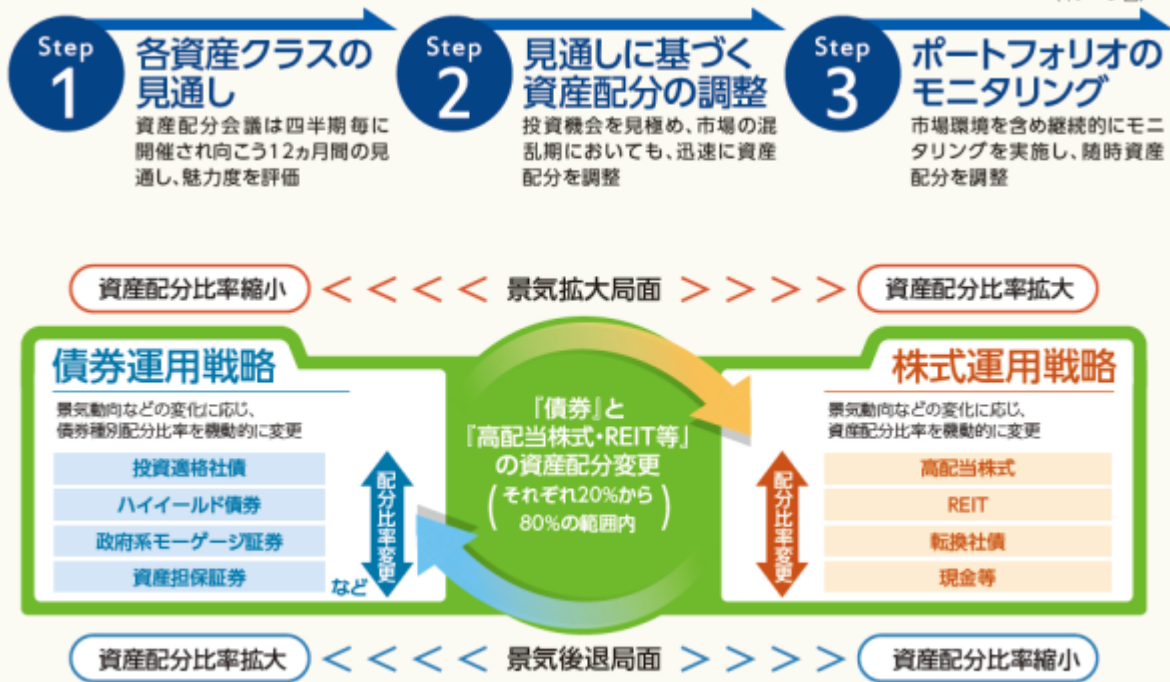 Step
1
各資産クラスの
見通し
資産配分会議は四半期毎に
開催され向こう12ヵ月間の見
通し、魅力度を評価
Step
2
見通しに基づく
資産配分の調整
投資機会を見極め、市場の混
乱期においても、迅速に資産
配分を調整
Step
3
ポートフォリオの
モニタリング
市場環境を含め継続的にモニ
タリングを実施し、随時資産
配分を調整
資産配分比率縮小 < < < < < 景気拡大局面 > > > > > 資産配分比率拡大
債券運用戦略
景気動向などの変化に応じ、
債券種別配分比率を機動的に変更
投資適格社債
ハイイールド債券
政府系モーゲージ証券
資産担保証券
など
配分比率変更
『債券』と
『高配当株式・REIT等』
の資産配分変更
(それぞれ20%から
80%の範囲内)
株式運用戦略
景気動向などの変化に応じ、
資産配分比率を機動的に変更
配分比率変更
高配当株式
REIT
転換社債
現金等
資産配分比率拡大 < < < < < 景気後退局面 > > > > > 資産配分比率縮小